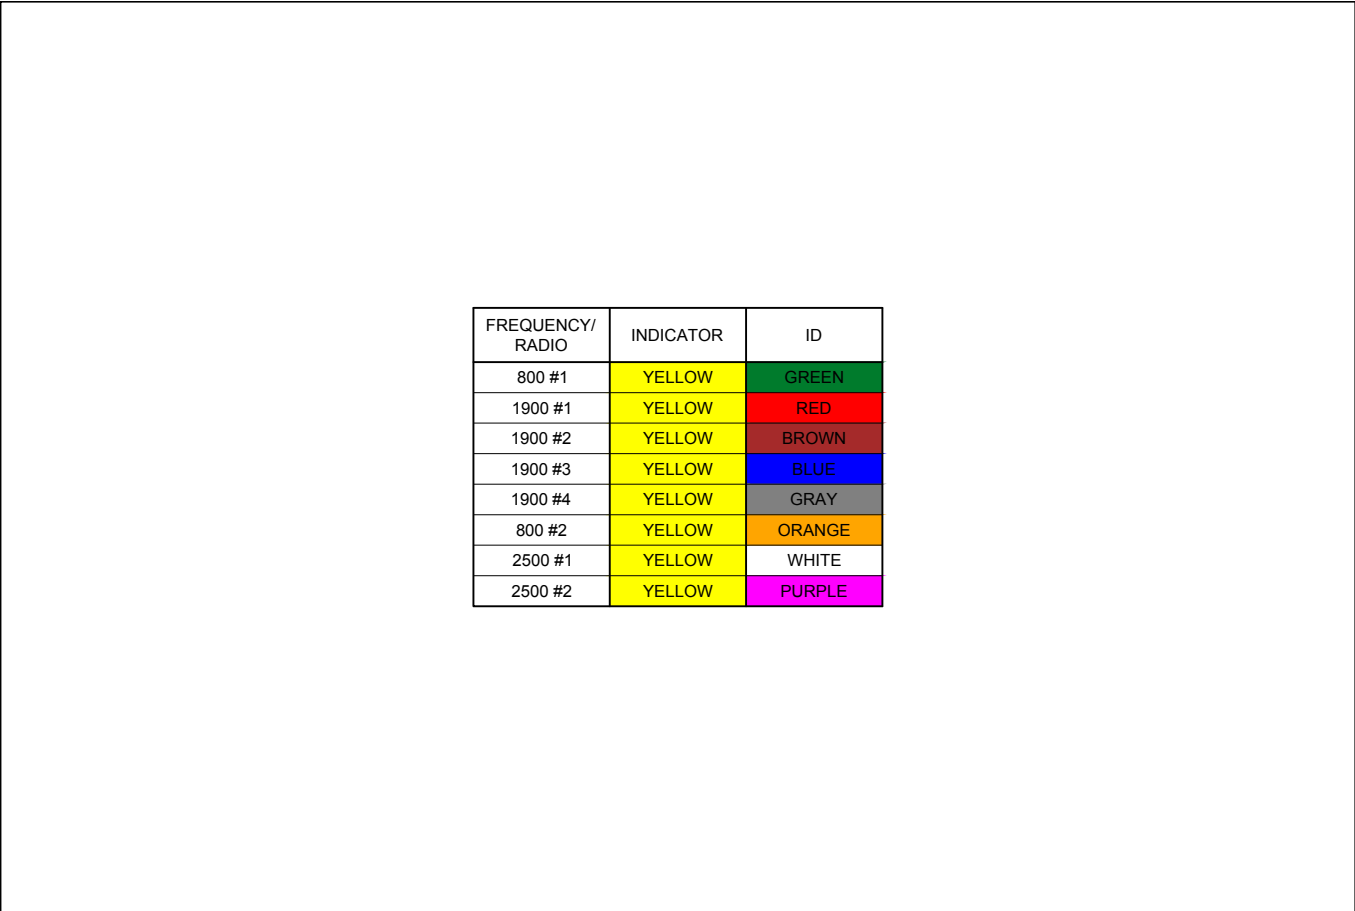 FREQUENCY/
RADIO
INDICATOR
ID
800 #1 YELLOW GREEN
1900 #1 YELLOW RED
1900 #2 YELLOW BROWN
1900 #3 YELLOW BLUE
1900 #4 YELLOW GRAY
800 #2 YELLOW ORANGE
2500 #1 YELLOW WHITE
2500 #2 YELLOW PURPLE